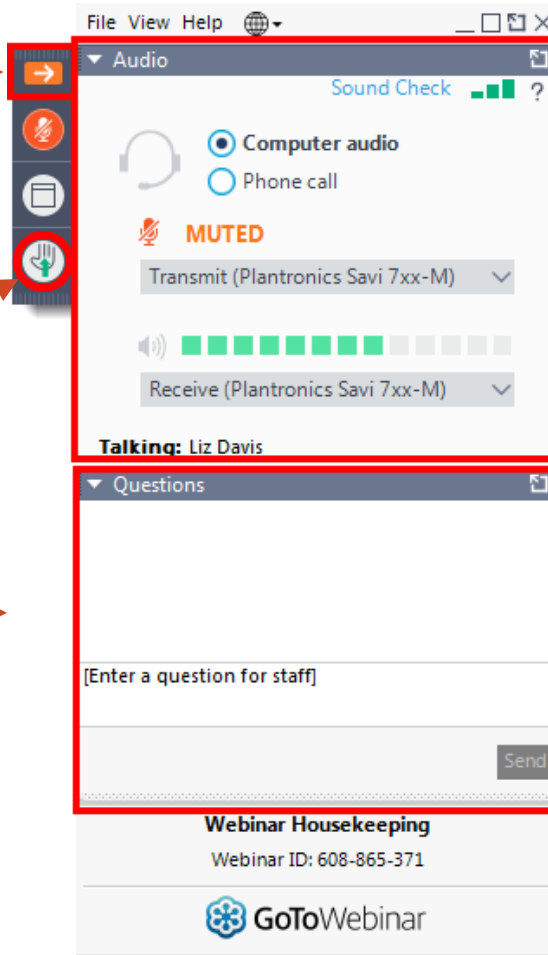 File View Help
Audio
Sound Check ?
Computer audio
Phone call
MUTED
Transmit (Plantronics Savi 7xx-M)
Receive (Plantronics Savi 7xx-M)
Talking: Liz Davis
Questions
[Enter a question for staff]
Send
Webinar Housekeeping
Webinar ID: 608-865-371
GoToWebinar